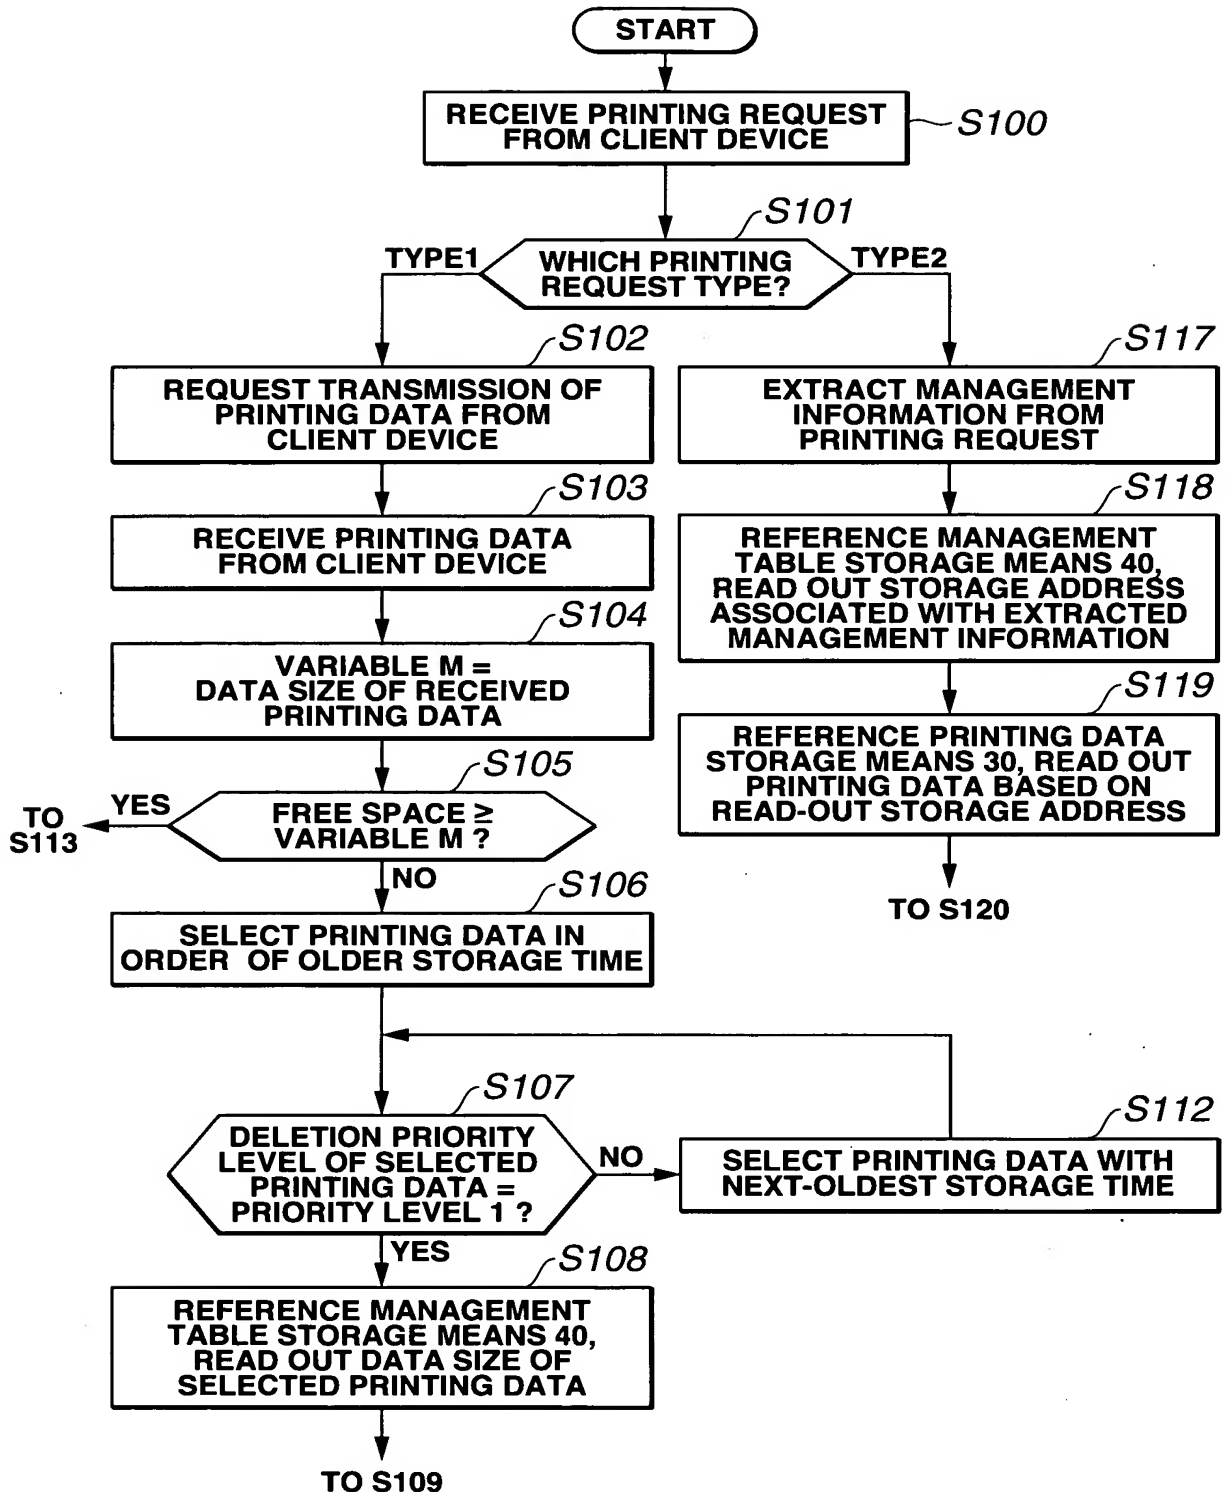 START
RECEIVE PRINTING REQUEST
FROM CLIENT DEVICE
S100
S101
TYPE1
WHICH PRINTING
REQUEST TYPE?
TYPE2
S102
REQUEST TRANSMISSION OF
PRINTING DATA FROM
CLIENT DEVICE
S117
EXTRACT MANAGEMENT
INFORMATION FROM
PRINTING REQUEST
S103
RECEIVE PRINTING DATA
FROM CLIENT DEVICE
S118
REFERENCE MANAGEMENT
TABLE STORAGE MEANS 40,
READ OUT STORAGE ADDRESS
ASSOCIATED WITH EXTRACTED
MANAGEMENT INFORMATION
S104
VARIABLE M =
DATA SIZE OF RECEIVED
PRINTING DATA
S119
REFERENCE PRINTING DATA
STORAGE MEANS 30, READ OUT
PRINTING DATA BASED ON
READ-OUT STORAGE ADDRESS
TO S120
S105
FREE SPACE ≥
VARIABLE M ?
YES
TO
S113
NO
S106
SELECT PRINTING DATA IN
ORDER OF OLDER STORAGE TIME
S107
DELETION PRIORITY
LEVEL OF SELECTED
PRINTING DATA =
PRIORITY LEVEL 1 ?
NO
S112
SELECT PRINTING DATA WITH
NEXT-OLDEST STORAGE TIME
YES
S108
REFERENCE MANAGEMENT
TABLE STORAGE MEANS 40,
READ OUT DATA SIZE OF
SELECTED PRINTING DATA
TO S109